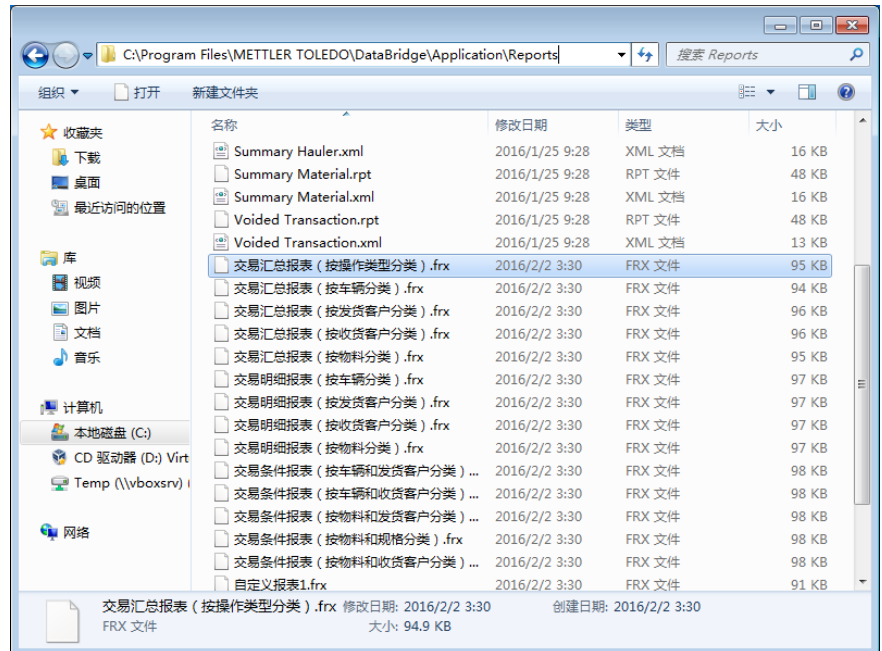 C:\Program Files\METTLER TOLEDO\DataBridge\Application\Reports
搜索 Reports
组织 打开 新建文件夹
名称 修改日期 类型 大小
收藏夹
下载
桌面
最近访问的位置
库
视频
图片
文档
音乐
计算机
本地磁盘 (C:)
CD 驱动器 (D:) Virt
Temp (\\vboxsrv) (
网络
Summary Hauler.xml 2016/1/25 9:28 XML 文档 16 KB
Summary Material.rpt 2016/1/25 9:28 RPT 文件 48 KB
Summary Material.xml 2016/1/25 9:28 XML 文档 16 KB
Voided Transaction.rpt 2016/1/25 9:28 RPT 文件 48 KB
Voided Transaction.xml 2016/1/25 9:28 XML 文档 13 KB
交易汇总报表（按操作类型分类）.frx 2016/2/2 3:30 FRX 文件 95 KB
交易汇总报表（按车辆分类）.frx 2016/2/2 3:30 FRX 文件 94 KB
交易汇总报表（按发货客户分类）.frx 2016/2/2 3:30 FRX 文件 96 KB
交易汇总报表（按收货客户分类）.frx 2016/2/2 3:30 FRX 文件 96 KB
交易汇总报表（按物料分类）.frx 2016/2/2 3:30 FRX 文件 95 KB
交易明细报表（按车辆分类）.frx 2016/2/2 3:30 FRX 文件 97 KB
交易明细报表（按发货客户分类）.frx 2016/2/2 3:30 FRX 文件 97 KB
交易明细报表（按收货客户分类）.frx 2016/2/2 3:30 FRX 文件 97 KB
交易明细报表（按物料分类）.frx 2016/2/2 3:30 FRX 文件 97 KB
交易条件报表（按车辆和发货客户分类）... 2016/2/2 3:30 FRX 文件 98 KB
交易条件报表（按车辆和收货客户分类）... 2016/2/2 3:30 FRX 文件 98 KB
交易条件报表（按物料和发货客户分类）... 2016/2/2 3:30 FRX 文件 98 KB
交易条件报表（按物料和规格分类）.frx 2016/2/2 3:30 FRX 文件 98 KB
交易条件报表（按物料和收货客户分类）... 2016/2/2 3:30 FRX 文件 98 KB
自定义报表1.frx 2016/2/2 3:30 FRX 文件 91 KB
交易汇总报表（按操作类型分类）.frx 修改日期: 2016/2/2 3:30 创建日期: 2016/2/2 3:30
FRX 文件 大小: 94.9 KB